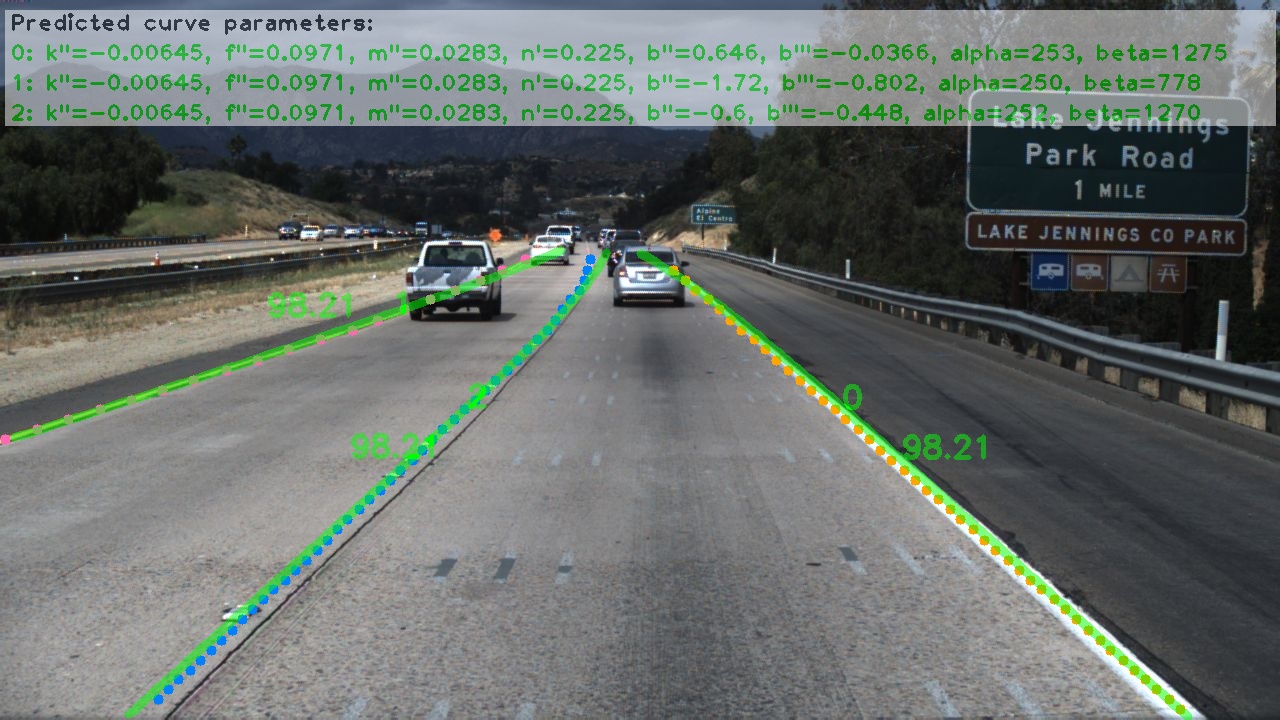 Predicted curve parameters:
0: k''=-0.00645, f''=0.0971, m''=0.0283, n'=0.225, b''=0.646, b'''=-0.0366, alpha=253, beta=1275
1: k''=-0.00645, f''=0.0971, m''=0.0283, n'=0.225, b''=-1.72, b'''=-0.802, alpha=250, beta=778
2: k''=-0.00645, f''=0.0971, m''=0.0283, n'=0.225, b''=-0.6, b'''=-0.448, alpha=252, beta=1270
Lake Jennings
Park Road
1 MILE
Alpine
El Centro
LAKE JENNINGS CO PARK
98.21 1
2
0
98.21
98.21